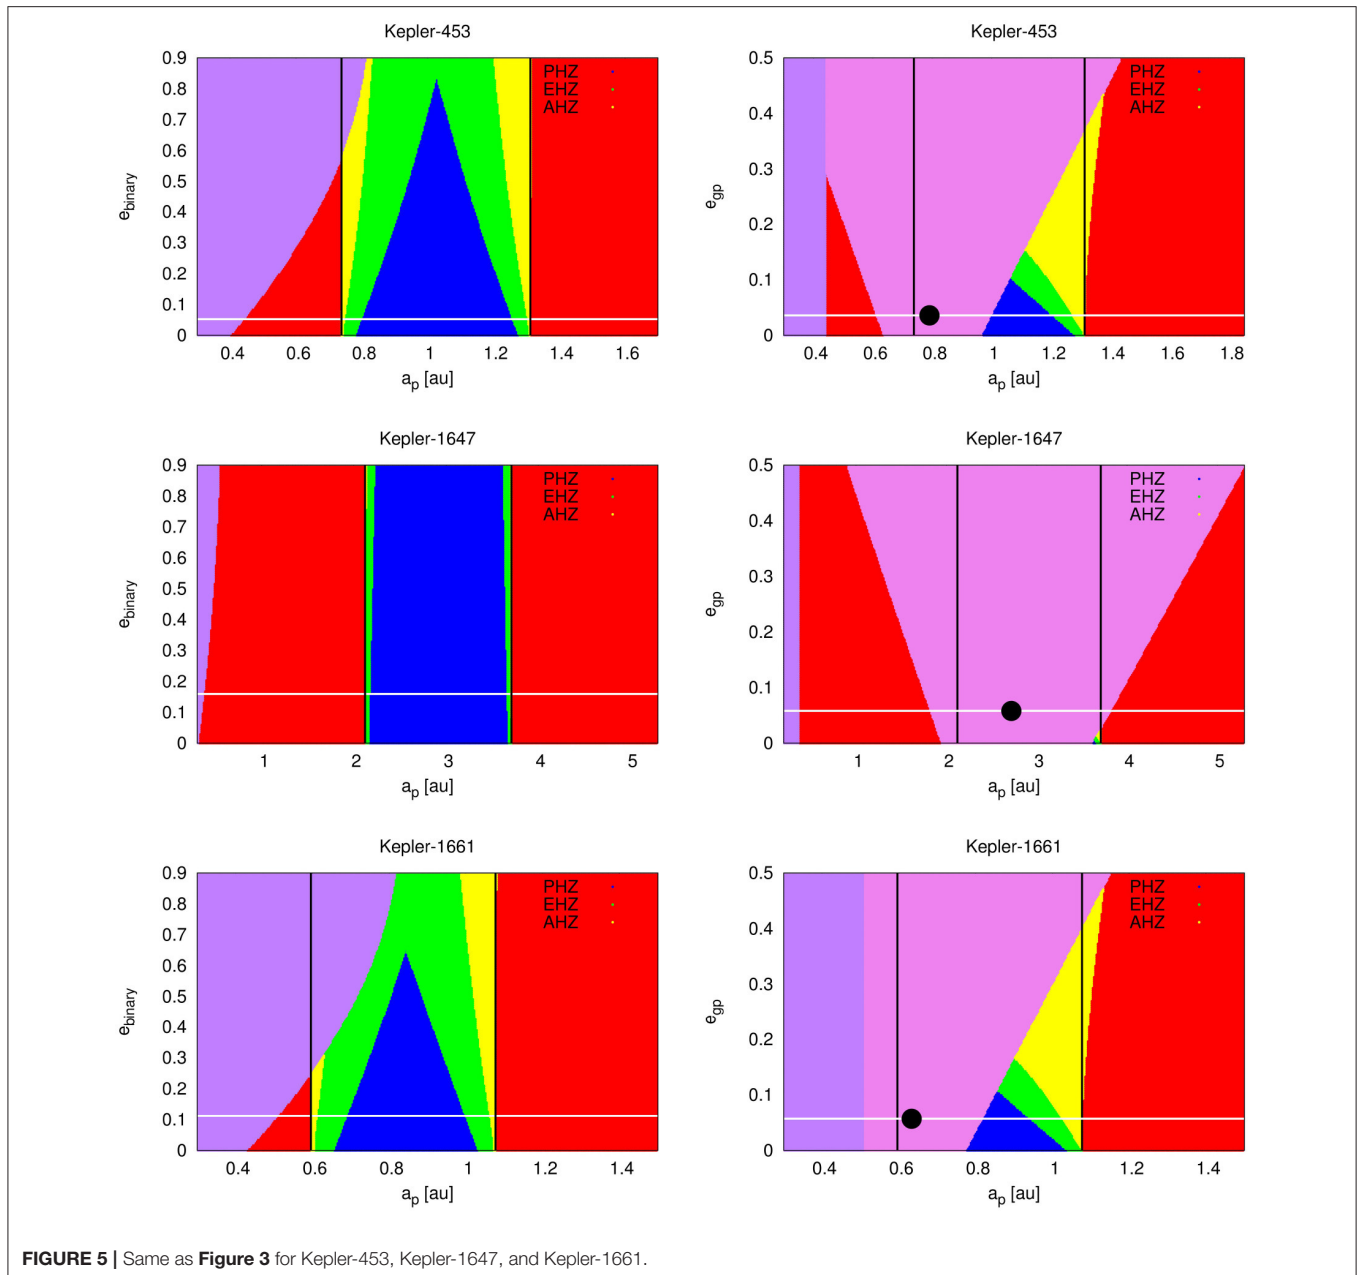 Kepler-453
0.9
0.8
0.7
0.6
0.5
0.4
0.3
0.2
0.1
0
e_binary
PHZ
EHZ
AHZ
0.4 0.6 0.8 1 1.2 1.4 1.6
a_p [au]
Kepler-453
0.5
0.4
0.3
0.2
0.1
0
e_gp
PHZ
EHZ
AHZ
0.4 0.6 0.8 1 1.2 1.4 1.6 1.8
a_p [au]
Kepler-1647
0.9
0.8
0.7
0.6
0.5
0.4
0.3
0.2
0.1
0
e_binary
PHZ
EHZ
AHZ
1 2 3 4 5
a_p [au]
Kepler-1647
0.5
0.4
0.3
0.2
0.1
0
e_gp
PHZ
EHZ
AHZ
1 2 3 4 5
a_p [au]
Kepler-1661
0.9
0.8
0.7
0.6
0.5
0.4
0.3
0.2
0.1
0
e_binary
PHZ
EHZ
AHZ
0.4 0.6 0.8 1 1.2 1.4
a_p [au]
Kepler-1661
0.5
0.4
0.3
0.2
0.1
0
e_gp
PHZ
EHZ
AHZ
0.4 0.6 0.8 1 1.2 1.4
a_p [au]
FIGURE 5 | Same as Figure 3 for Kepler-453, Kepler-1647, and Kepler-1661.